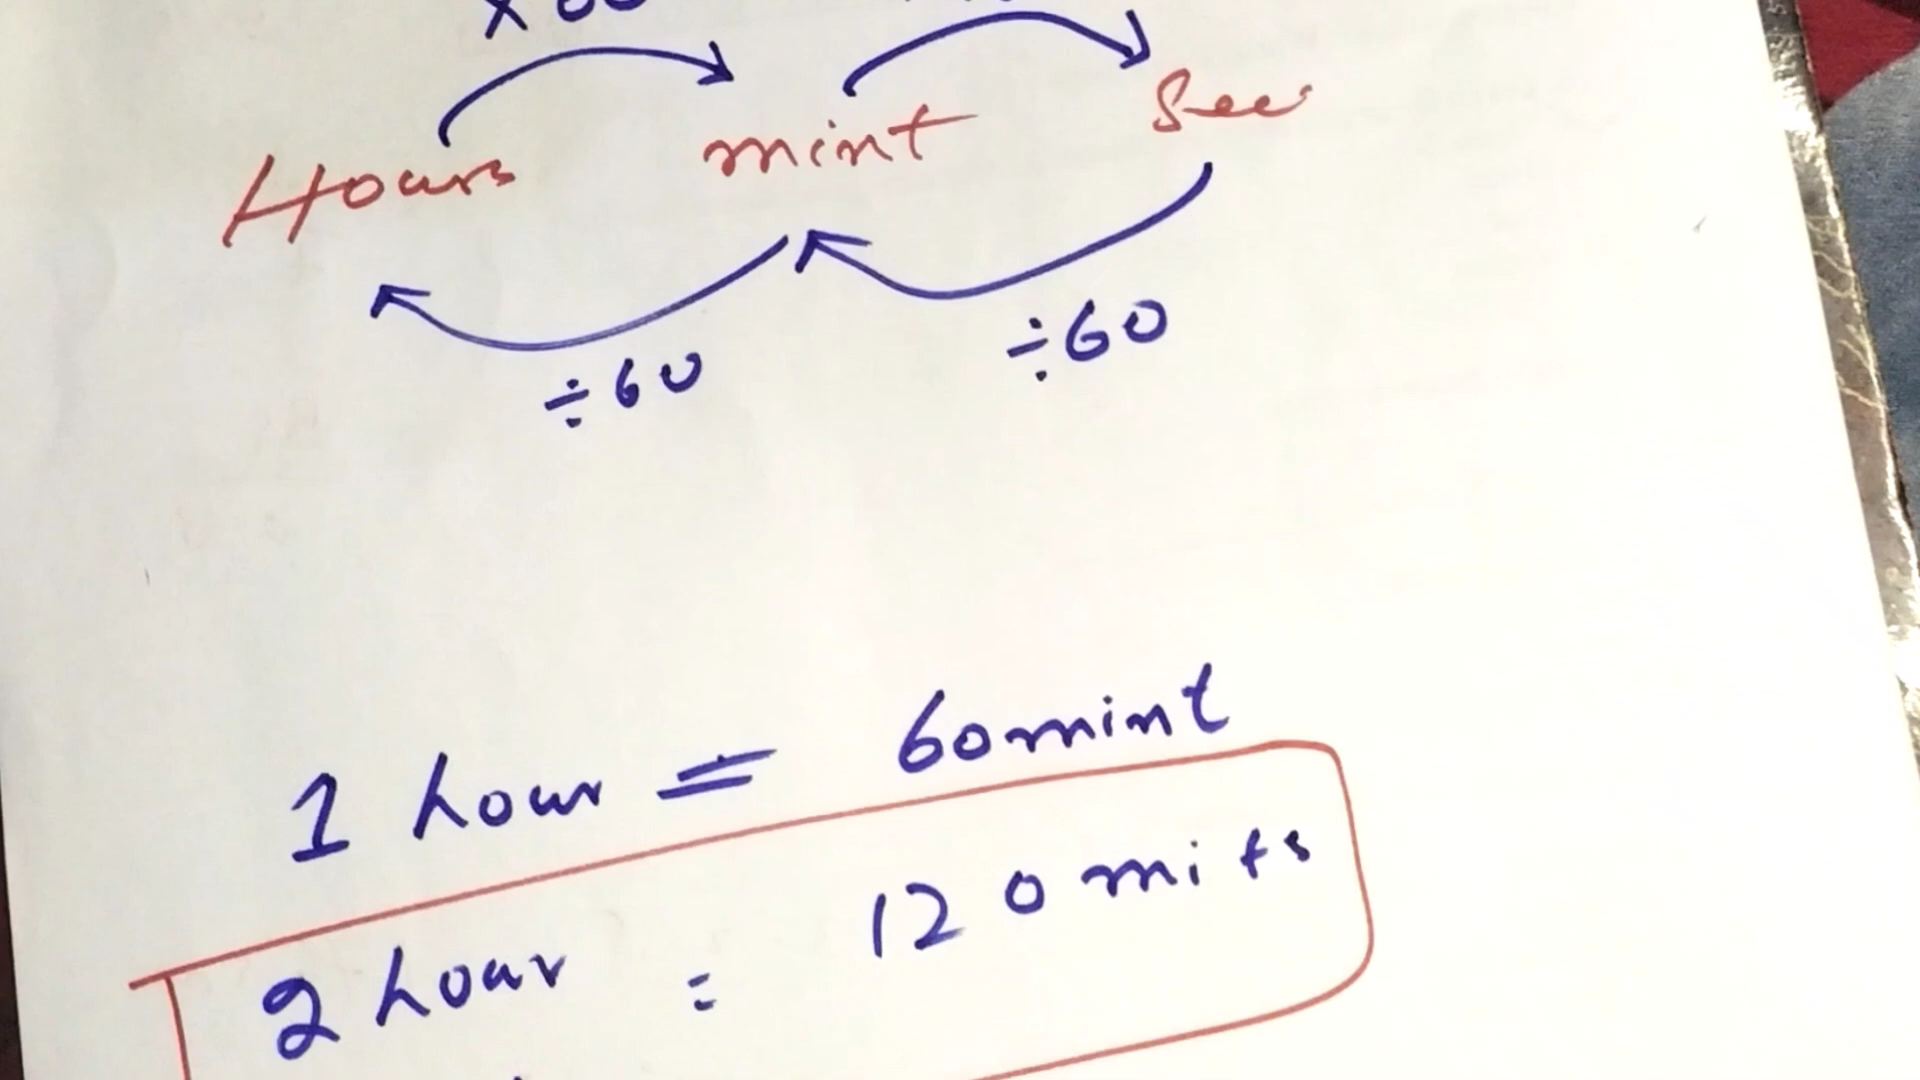 Hours mint Sec
÷60 ÷60
1 hour = 60mint
2 hour = 120 mits